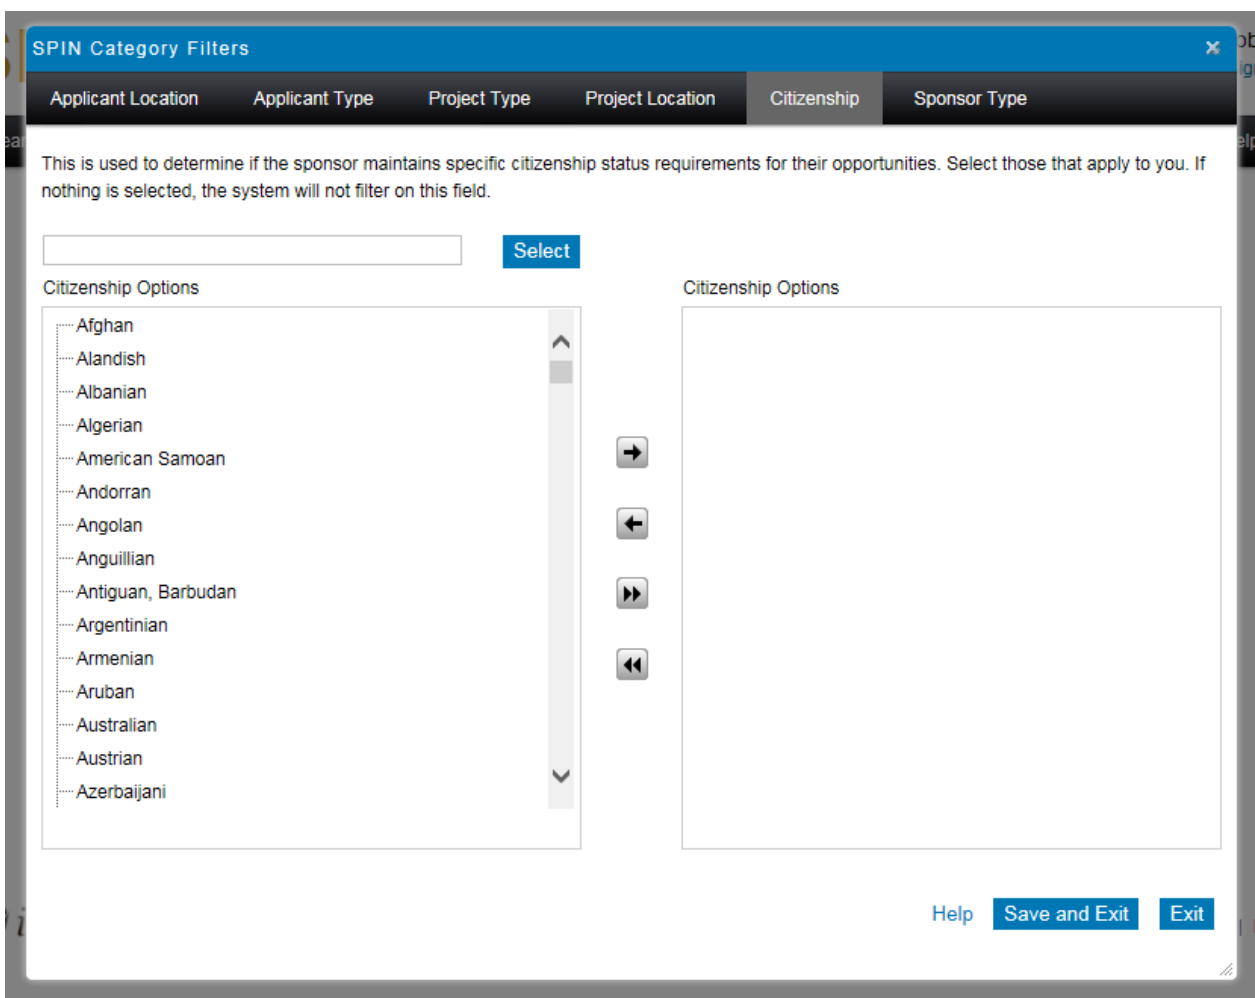 SPIN Category Filters
Applicant Location Applicant Type Project Type Project Location Citizenship Sponsor Type
This is used to determine if the sponsor maintains specific citizenship status requirements for their opportunities. Select those that apply to you. If
nothing is selected, the system will not filter on this field.
Select
Citizenship Options Citizenship Options
Afghan
Alandish
Albanian
Algerian
American Samoan
Andorran
Angolan
Anguillian
Antiguan, Barbudan
Argentinian
Armenian
Aruban
Australian
Austrian
Azerbaijani
Help Save and Exit Exit